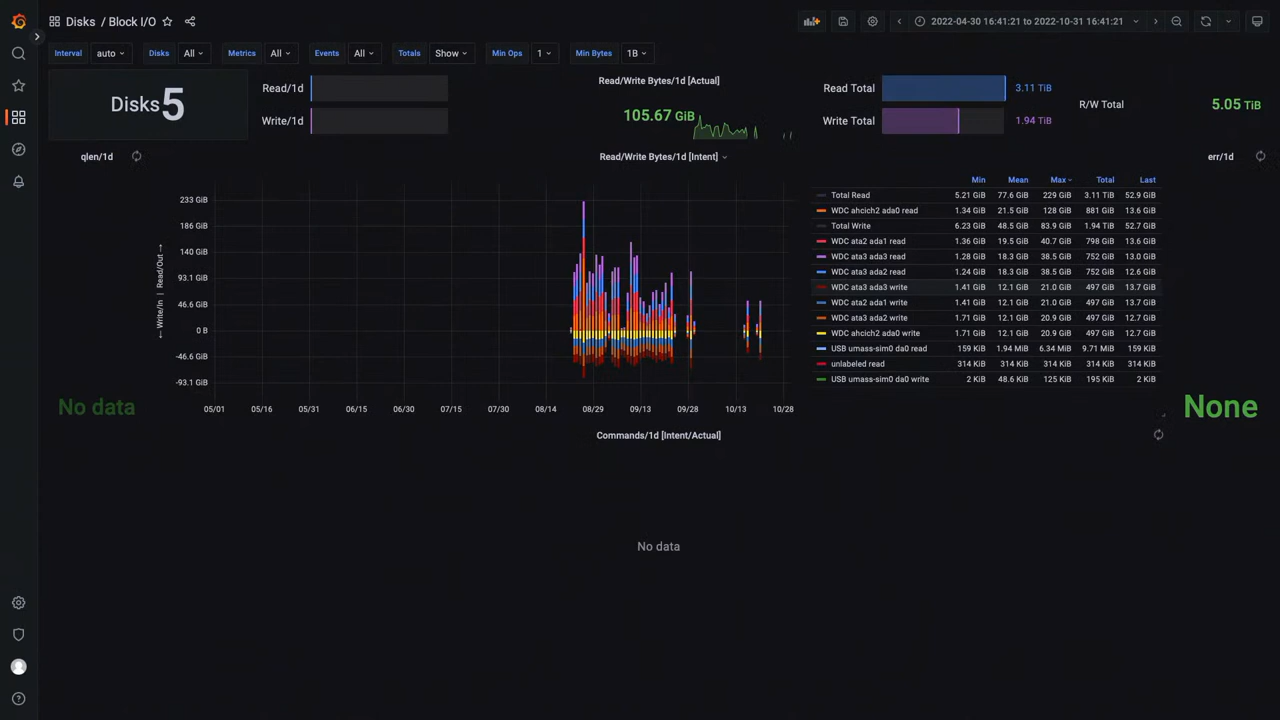 Disks / Block I/O
2022-04-30 16:41:21 to 2022-10-31 16:41:21
Interval auto Disks All Metrics All Events All Totals Show Min Ops 1 Min Bytes 1B
Disks 5
Read/1d
Write/1d
Read/Write Bytes/1d [Actual]
105.67 GiB
Read Total 3.11 TiB
Write Total 1.94 TiB
R/W Total 5.05 TiB
qlen/1d
No data
Read/Write Bytes/1d [Intent]
← Write/In | Read/Out →
233 GiB
186 GiB
140 GiB
93.1 GiB
46.6 GiB
0 B
-46.6 GiB
-93.1 GiB
05/01 05/16 05/31 06/15 06/30 07/15 07/30 08/14 08/29 09/13 09/28 10/13 10/28
Min Mean Max Total Last
Total Read 5.21 GiB 77.6 GiB 229 GiB 3.11 TiB 52.9 GiB
WDC ahcich2 ada0 read 1.34 GiB 21.5 GiB 128 GiB 881 GiB 13.6 GiB
Total Write 6.23 GiB 48.5 GiB 83.9 GiB 1.94 TiB 52.7 GiB
WDC ata2 ada1 read 1.36 GiB 19.5 GiB 40.7 GiB 798 GiB 13.6 GiB
WDC ata3 ada3 read 1.28 GiB 18.3 GiB 38.5 GiB 752 GiB 13.0 GiB
WDC ata3 ada2 read 1.24 GiB 18.3 GiB 38.5 GiB 752 GiB 12.6 GiB
WDC ata3 ada3 write 1.41 GiB 12.1 GiB 21.0 GiB 497 GiB 13.7 GiB
WDC ata2 ada1 write 1.41 GiB 12.1 GiB 21.0 GiB 497 GiB 13.7 GiB
WDC ata3 ada2 write 1.71 GiB 12.1 GiB 20.9 GiB 497 GiB 13.7 GiB
WDC ahcich2 ada0 write 1.71 GiB 12.1 GiB 20.9 GiB 497 GiB 13.7 GiB
USB umass-sim0 da0 read 159 KiB 1.94 MiB 6.34 MiB 9.71 MiB 159 KiB
unlabeled read 314 KiB 314 KiB 314 KiB 314 KiB 314 KiB
USB umass-sim0 da0 write 2 KiB 48.6 KiB 125 KiB 195 KiB 2 KiB
err/1d
None
Commands/1d [Intent/Actual]
No data